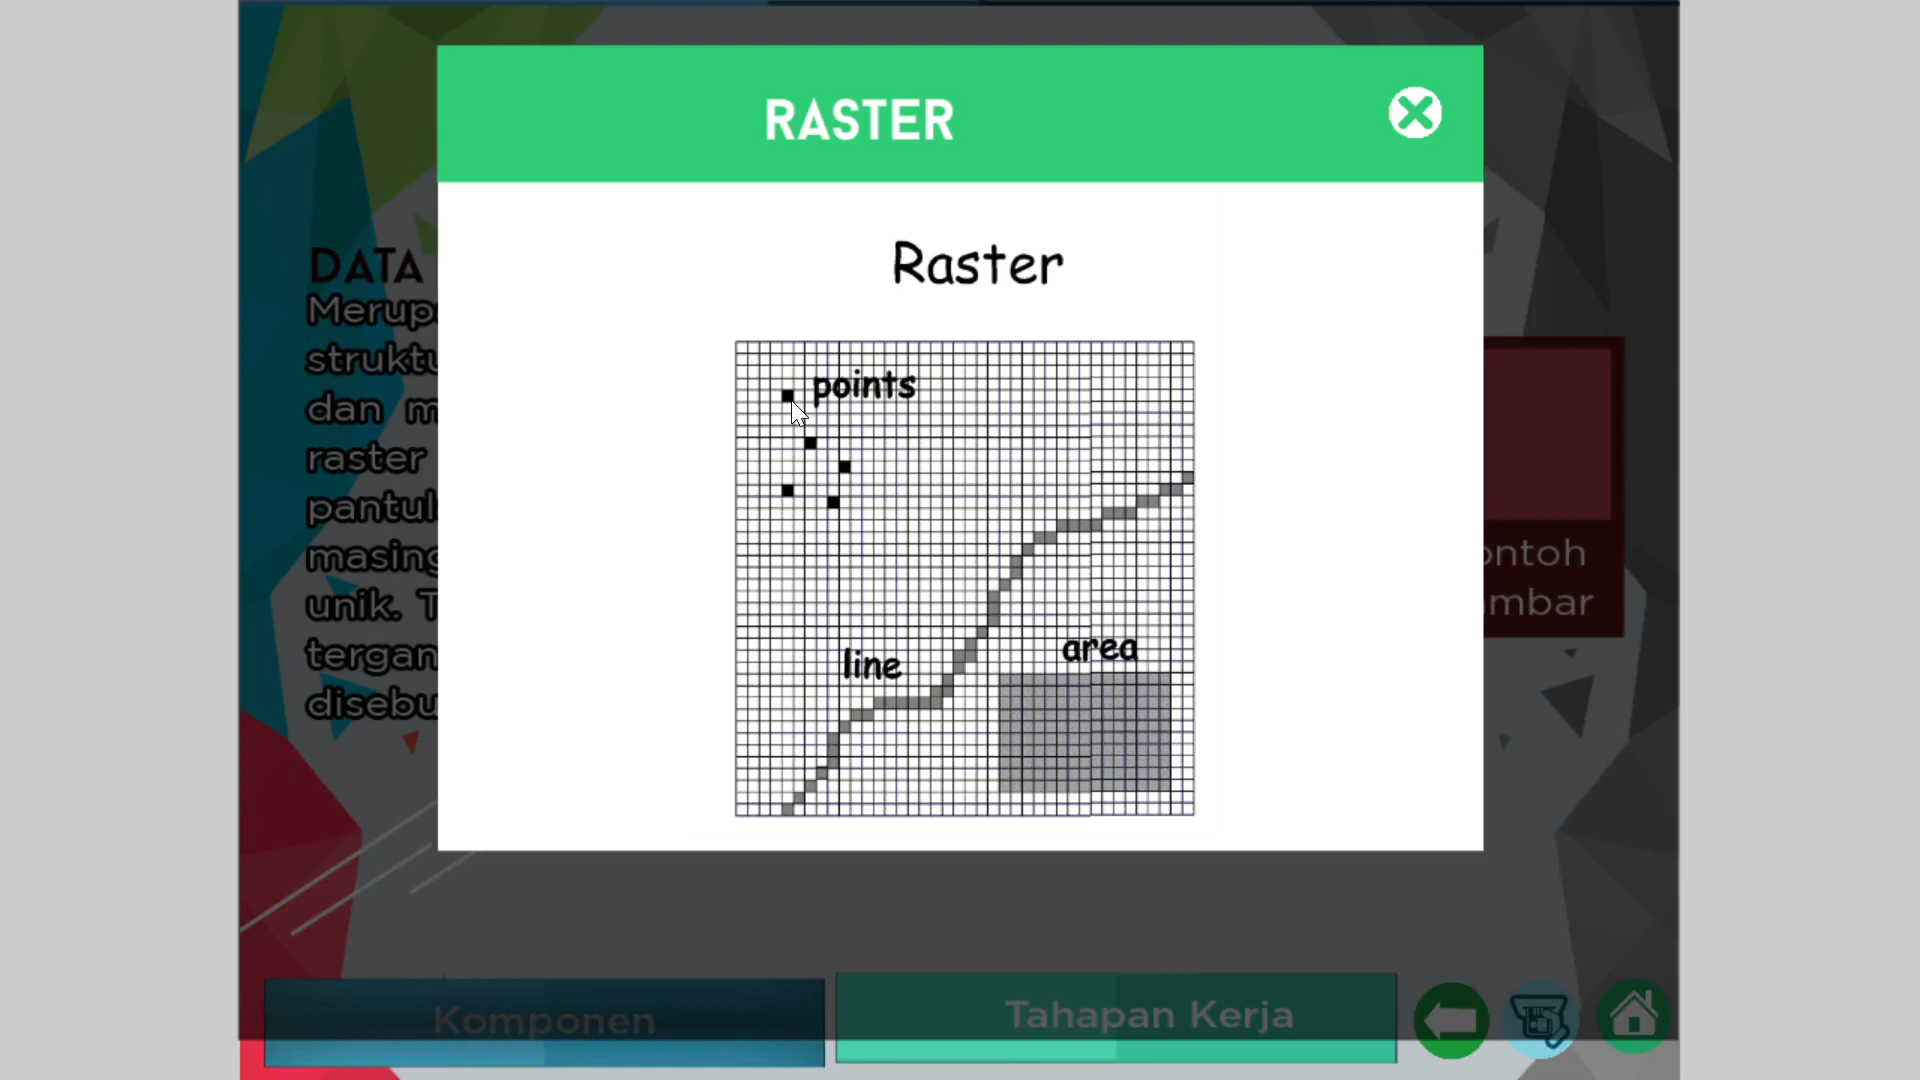 RASTER
Raster
points
line
area
DATA
Merup
struktu
dan m
raster
pantul
masing
unik. T
tergan
disebu
ontoh
mbar
Komponen
Tahapan Kerja